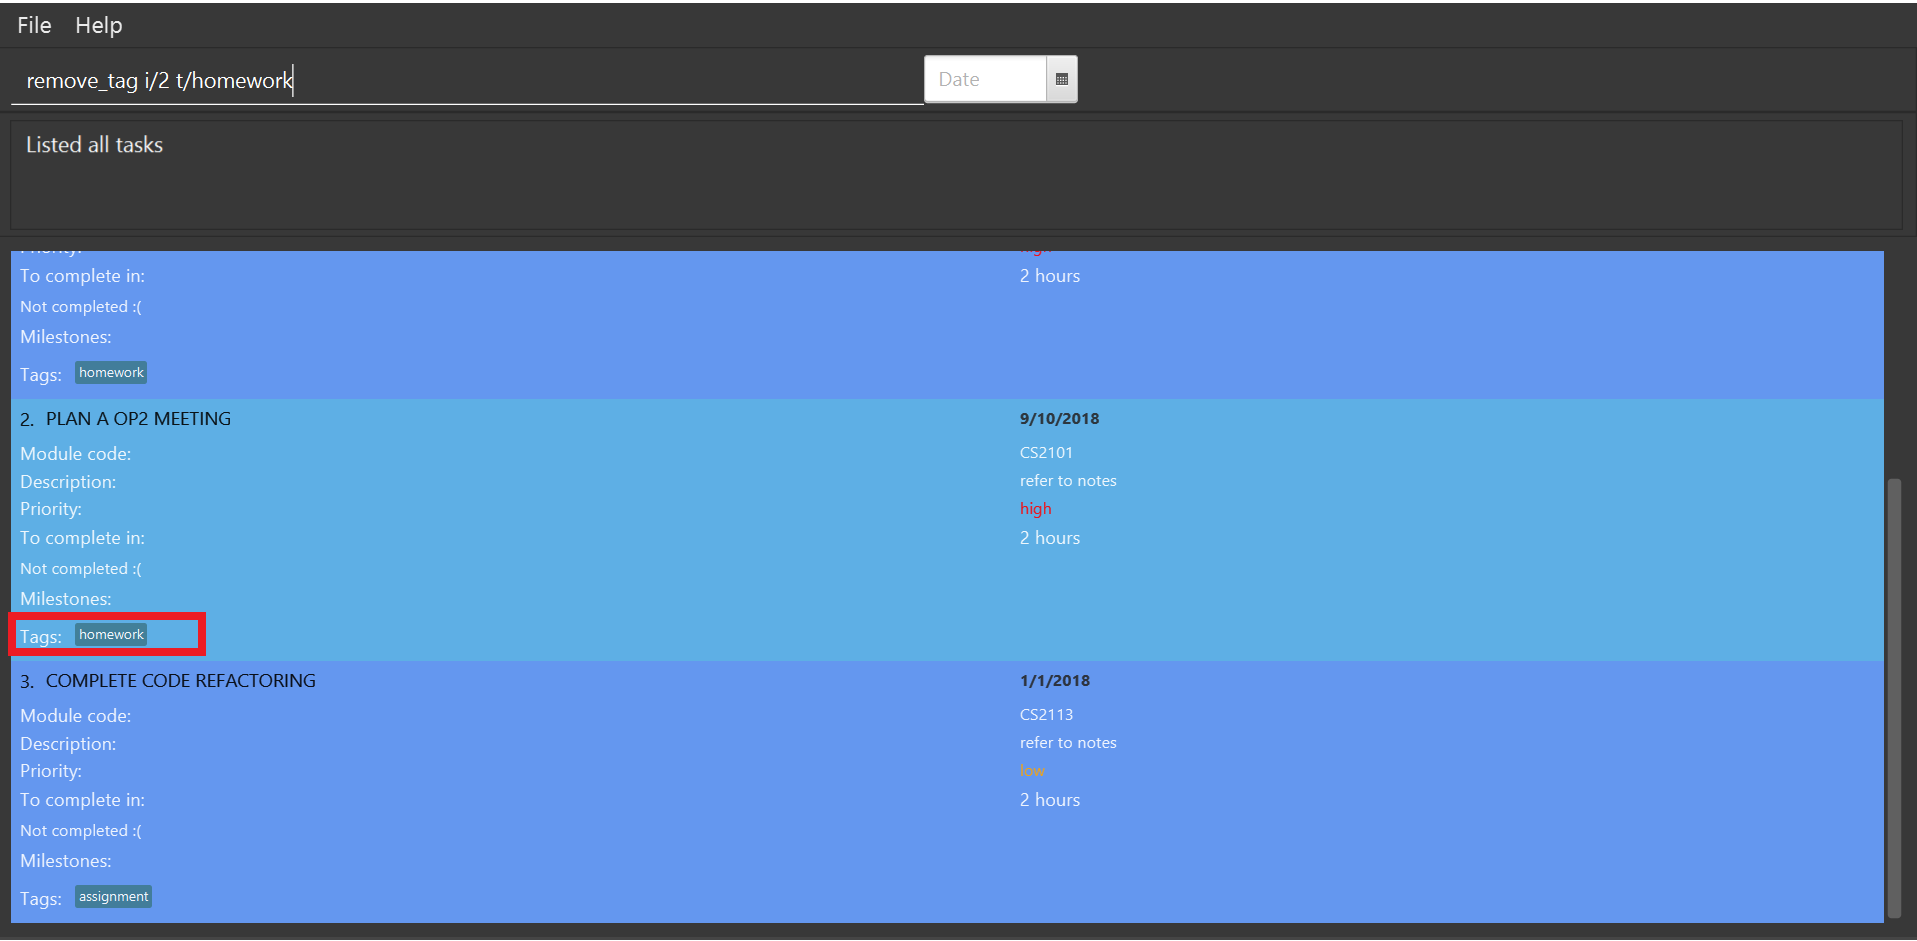 File Help
remove_tag i/2 t/homework
Date
Listed all tasks
Priority: high
To complete in: 2 hours
Not completed :(
Milestones:
Tags: homework
2. PLAN A OP2 MEETING 9/10/2018
Module code: CS2101
Description: refer to notes
Priority: high
To complete in: 2 hours
Not completed :(
Milestones:
Tags: homework
3. COMPLETE CODE REFACTORING 1/1/2018
Module code: CS2113
Description: refer to notes
Priority: low
To complete in: 2 hours
Not completed :(
Milestones:
Tags: assignment